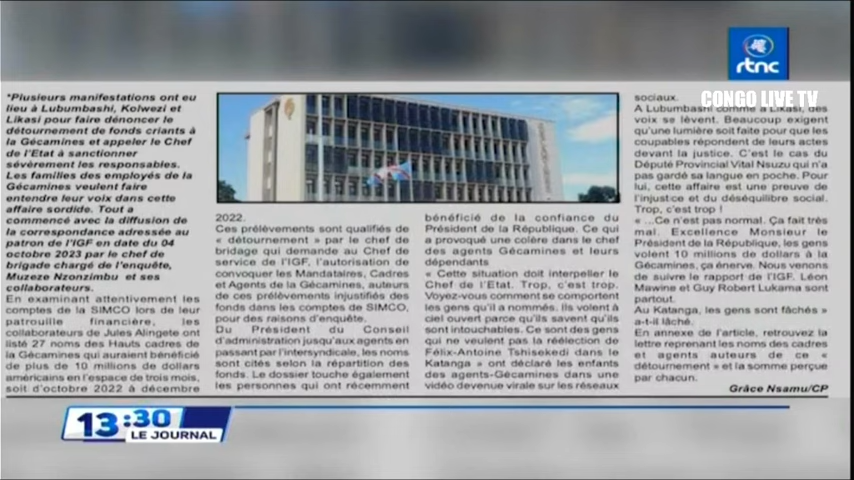 rtnc
CONGO LIVE TV
*Plusieurs manifestations ont eu
lieu à Lubumbashi, Kolwezi et
Likasi pour faire dénoncer le
détournement de fonds criants à
la Gécamines et appeler le Chef
de l'Etat à sanctionner
sévèrement les responsables.
Les familles des employés de la
Gécamines veulent faire
entendre leur voix dans cette
affaire sordide. Tout a
commencé avec la diffusion de
la correspondance adressée au
patron de l'IGF en date du 04
octobre 2023 par le chef de
brigade chargé de l'enquête,
Muzeze Nzonzimbu et ses
collaborateurs.
En examinant attentivement les
comptes de la SIMCO lors de leur
patrouille financière, les
collaborateurs de Jules Alingete ont
listé 27 noms des Hauts cadres de
la Gécamines qui auraient bénéficié
de plus de 10 millions de dollars
américains en l'espace de trois mois,
soit d'octobre 2022 à décembre
2022.
Ces prélèvements sont qualifiés de
« détournement » par le chef de
bridage qui demande au Chef de
service de l'IGF, l'autorisation de
convoquer les Mandataires, Cadres
et Agents de la Gécamines, auteurs
de ces prélèvements injustifiés des
fonds dans les comptes de SIMCO,
pour des raisons d'enquête.
Du Président du Conseil
d'administration jusqu'aux agents en
passant par l'intersyndicale, les noms
sont cités selon la répartition des
fonds. Le dossier touche également
les personnes qui ont récemment
bénéficié de la confiance du
Président de la République. Ce qui
a provoqué une colère dans le chef
des agents Gécamines et leurs
dépendants
« Cette situation doit interpeller le
Chef de l'Etat. Trop, c'est trop.
Voyez-vous comment se comportent
les gens qu'il a nommés. Ils volent à
ciel ouvert parce qu'ils savent qu'ils
sont intouchables. Ce sont des gens
qui ne veulent pas la réélection de
Félix-Antoine Tshisekedi dans le
Katanga » ont déclaré les enfants
des agents-Gécamines dans une
vidéo devenue virale sur les réseaux
sociaux.
A Lubumbashi comme à Likasi, des
voix se lèvent. Beaucoup exigent
qu'une lumière soit faite pour que les
coupables répondent de leurs actes
devant la justice. C'est le cas du
Député Provincial Vital Nsuzu qui n'a
pas gardé sa langue en poche. Pour
lui, cette affaire est une preuve de
l'injustice et du déséquilibre social.
Trop, c'est trop !
« ...Ce n'est pas normal. Ça fait très
mal. Excellence Monsieur le
Président de la République, les gens
volent 10 millions de dollars à la
Gécamines, ça énerve. Nous venons
de suivre le rapport de l'IGF. Léon
Mawine et Guy Robert Lukama sont
partout.
Au Katanga, les gens sont fâchés »
a-t-il lâché.
En annexe de l'article, retrouvez la
lettre reprenant les noms des cadres
et agents auteurs de ce «
détournement » et la somme perçue
par chacun.
Grâce Nsamu/CP
13:30
LE JOURNAL